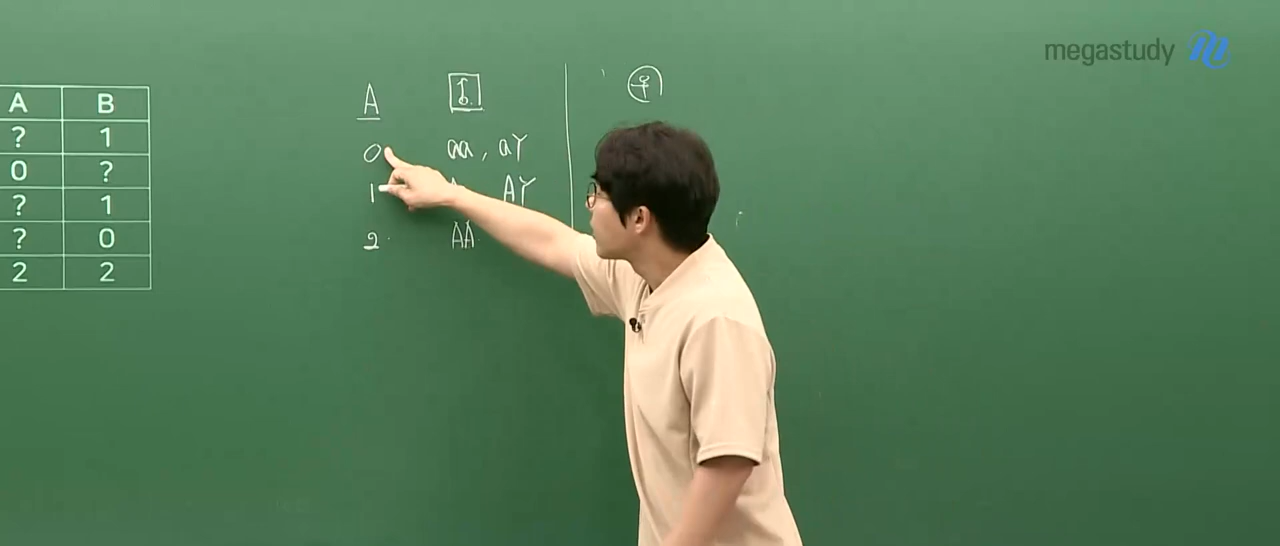 megastudy
A B
? 1
0 ?
? 1
? 0
2 2
A
0 aa, aY
1 AY
2 AA